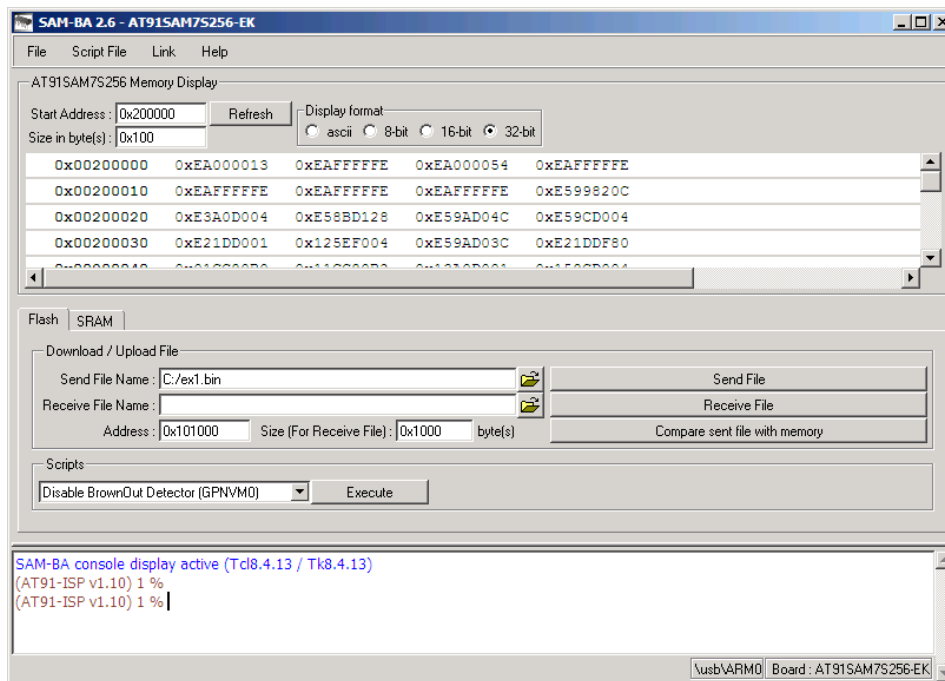 SAM-BA 2.6 - AT91SAM7S256-EK
File Script File Link Help
AT91SAM7S256 Memory Display
Start Address : 0x200000 Refresh
Size in byte(s) : 0x100
Display format
ascii 8-bit 16-bit 32-bit
0x00200000 0xEA000013 0xEAFFFFFE 0xEA000054 0xEAFFFFFE
0x00200010 0xEAFFFFFE 0xEAFFFFFE 0xEAFFFFFE 0xE599820C
0x00200020 0xE3A0D004 0xE58BD128 0xE59AD04C 0xE59CD004
0x00200030 0xE21DD001 0x125EF004 0xE59AD03C 0xE21DDF80
Flash SRAM
Download / Upload File
Send File Name : C:/ex1.bin Send File
Receive File Name : Receive File
Address : 0x101000 Size (For Receive File) : 0x1000 byte(s) Compare sent file with memory
Scripts
Disable BrownOut Detector (GPNVM0) Execute
SAM-BA console display active (Tcl8.4.13 / Tk8.4.13)
(AT91-ISP v1.10) 1 %
(AT91-ISP v1.10) 1 %
\usb\ARM0 Board : AT91SAM7S256-EK